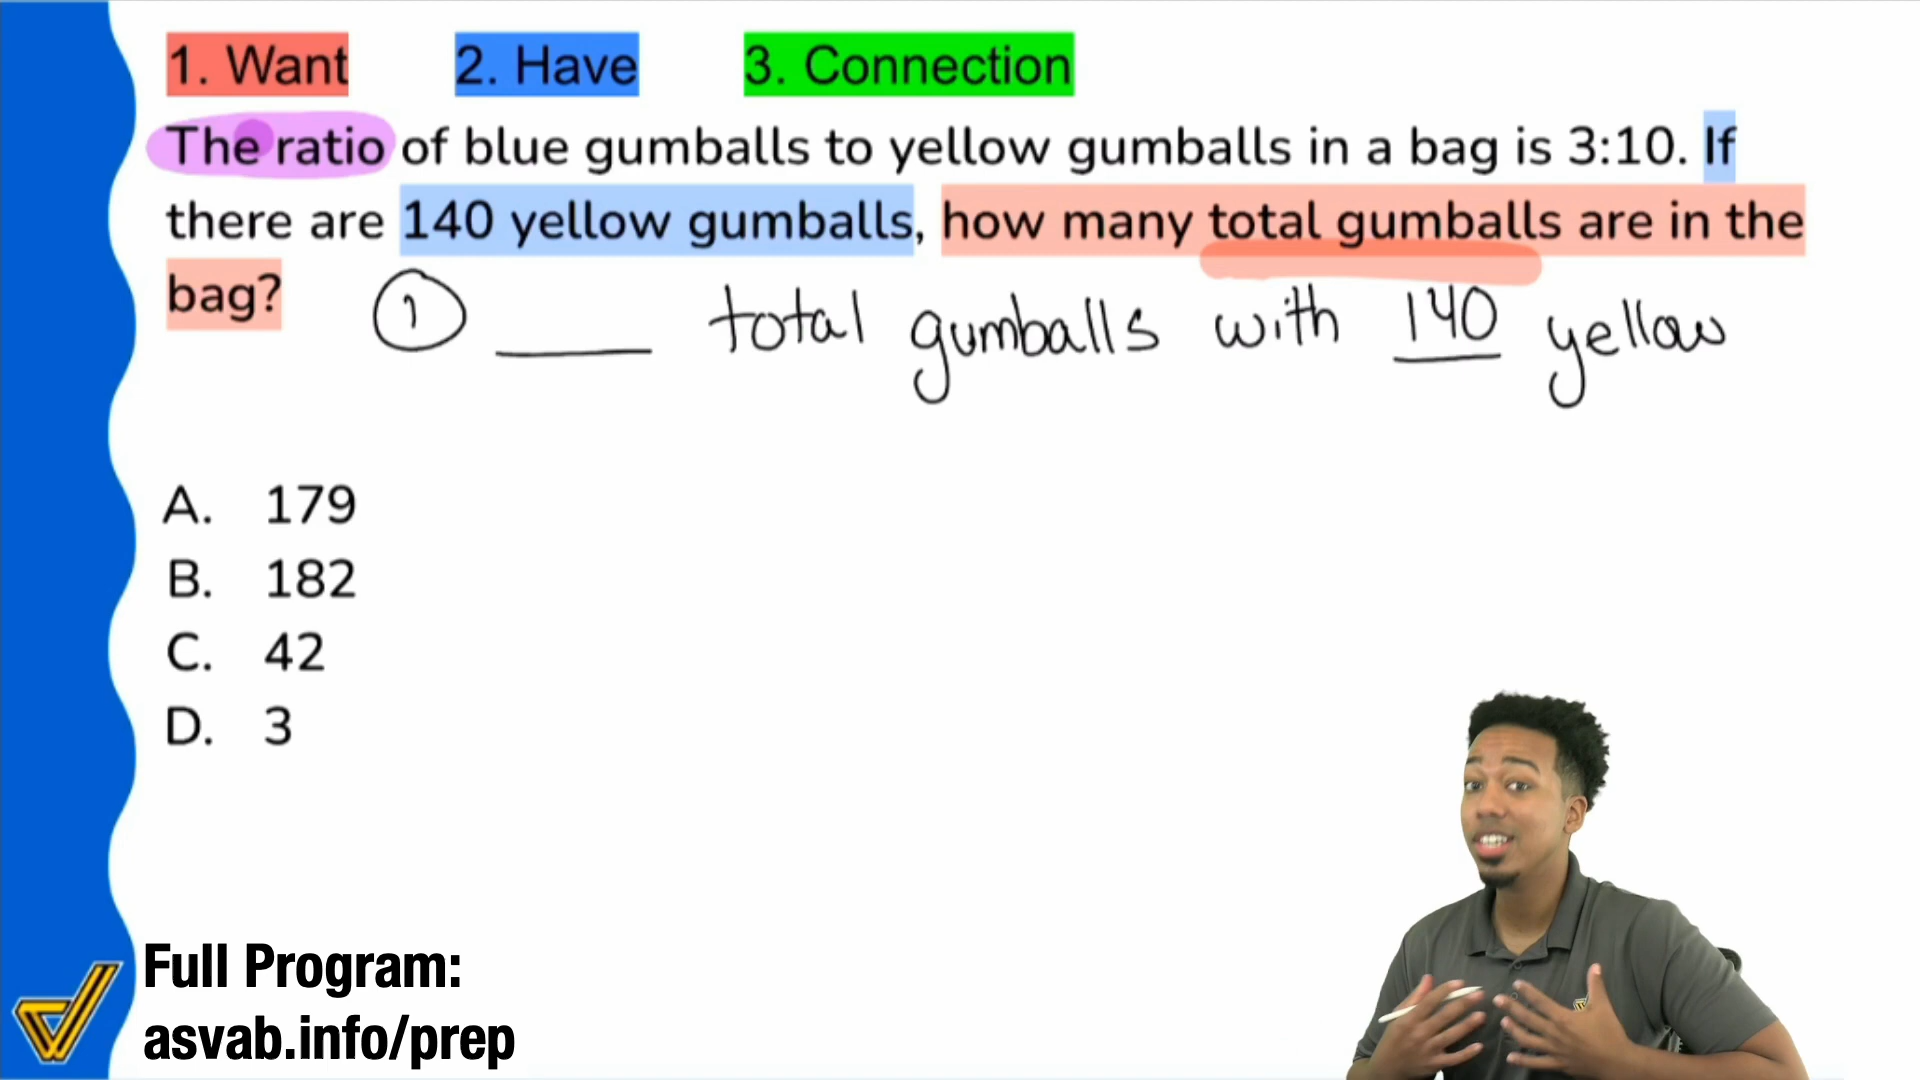 1. Want 2. Have 3. Connection
The ratio of blue gumballs to yellow gumballs in a bag is 3:10. If
there are 140 yellow gumballs, how many total gumballs are in the
bag? 1 ____ total gumballs with 140 yellow
A. 179
B. 182
C. 42
D. 3
Full Program:
asvab.info/prep